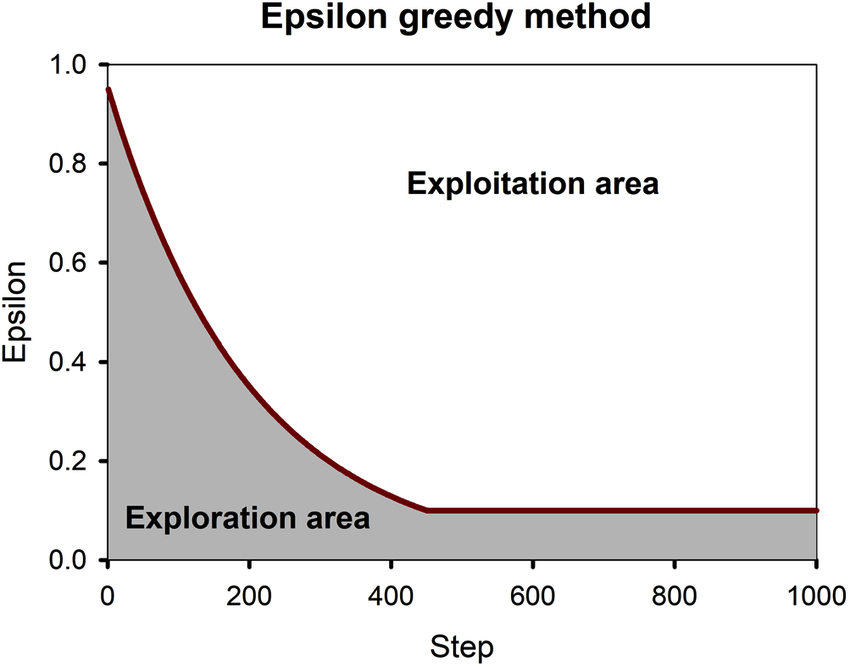 Epsilon greedy method
1.0
0.8
0.6
0.4
0.2
0.0
Epsilon
Exploitation area
Exploration area
0 200 400 600 800 1000
Step